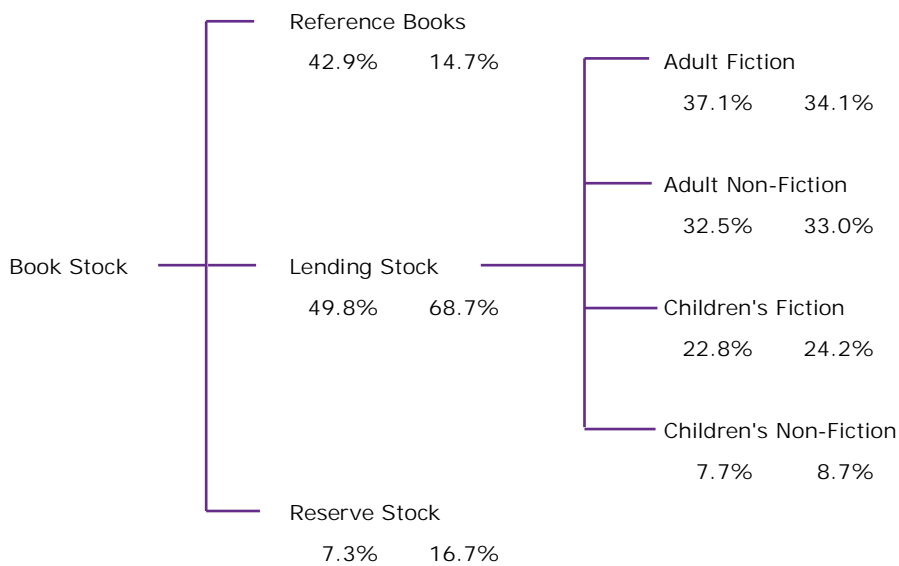 Reference Books
42.9% 14.7%
Adult Fiction
37.1% 34.1%
Adult Non-Fiction
32.5% 33.0%
Book Stock
Lending Stock
49.8% 68.7%
Children's Fiction
22.8% 24.2%
Children's Non-Fiction
7.7% 8.7%
Reserve Stock
7.3% 16.7%